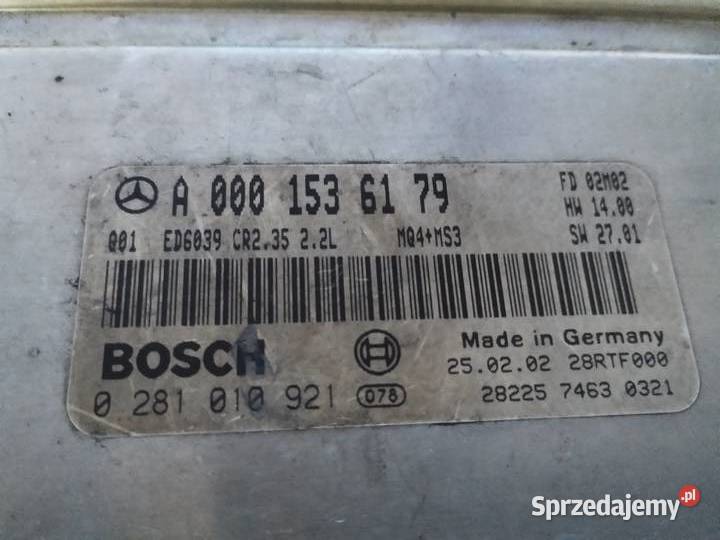 A 000 153 61 79
FD 02M02
HW 14.00
Q01 ED6039 CR2.35 2.2L MQ4+MS3 SW 27.01
BOSCH
Made in Germany
25.02.02 28RTF000
0 281 010 921 078 28225 7463 0321
Sprzedajemy.pl